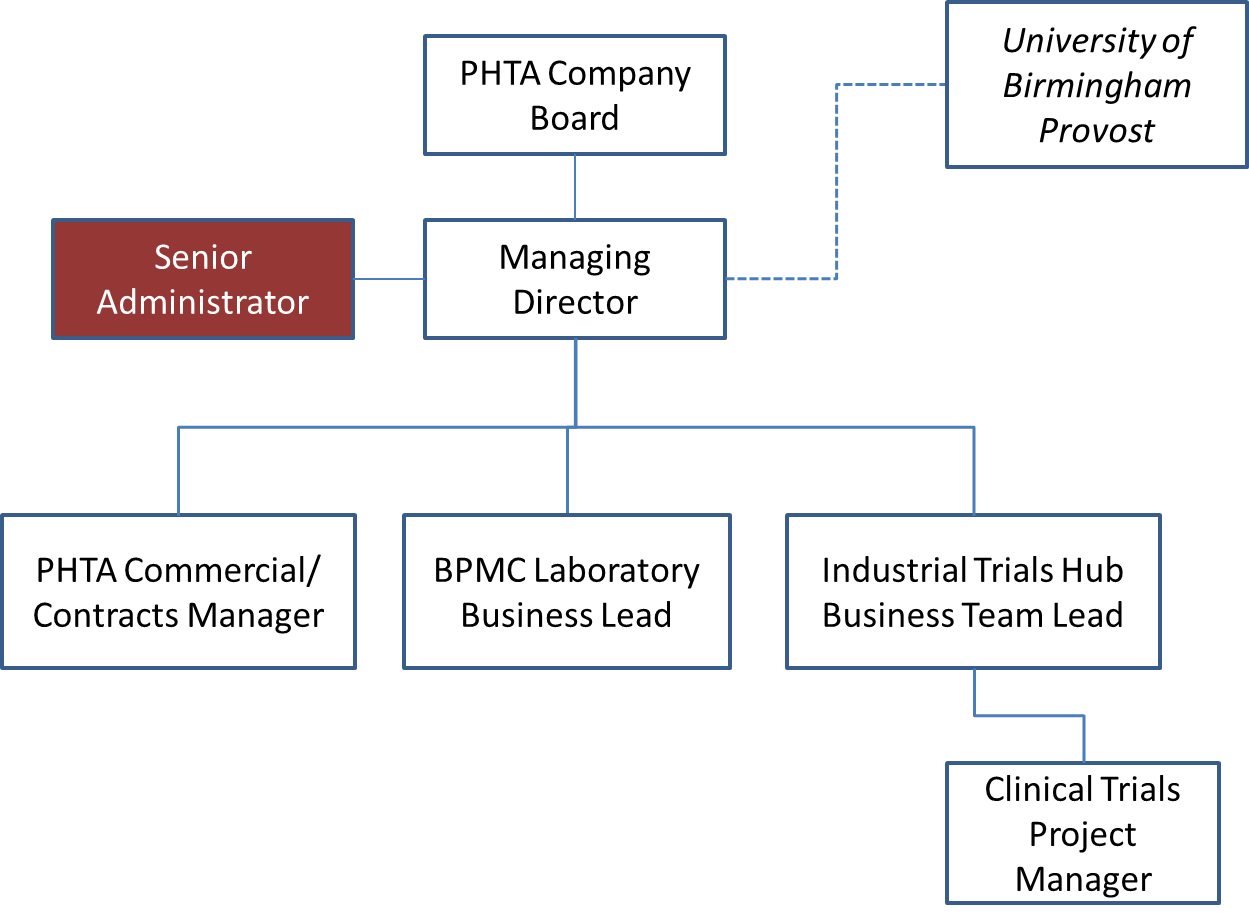 PHTA Company
Board
University of
Birmingham
Provost
Senior
Administrator
Managing
Director
PHTA Commercial/
Contracts Manager
BPMC Laboratory
Business Lead
Industrial Trials Hub
Business Team Lead
Clinical Trials
Project
Manager